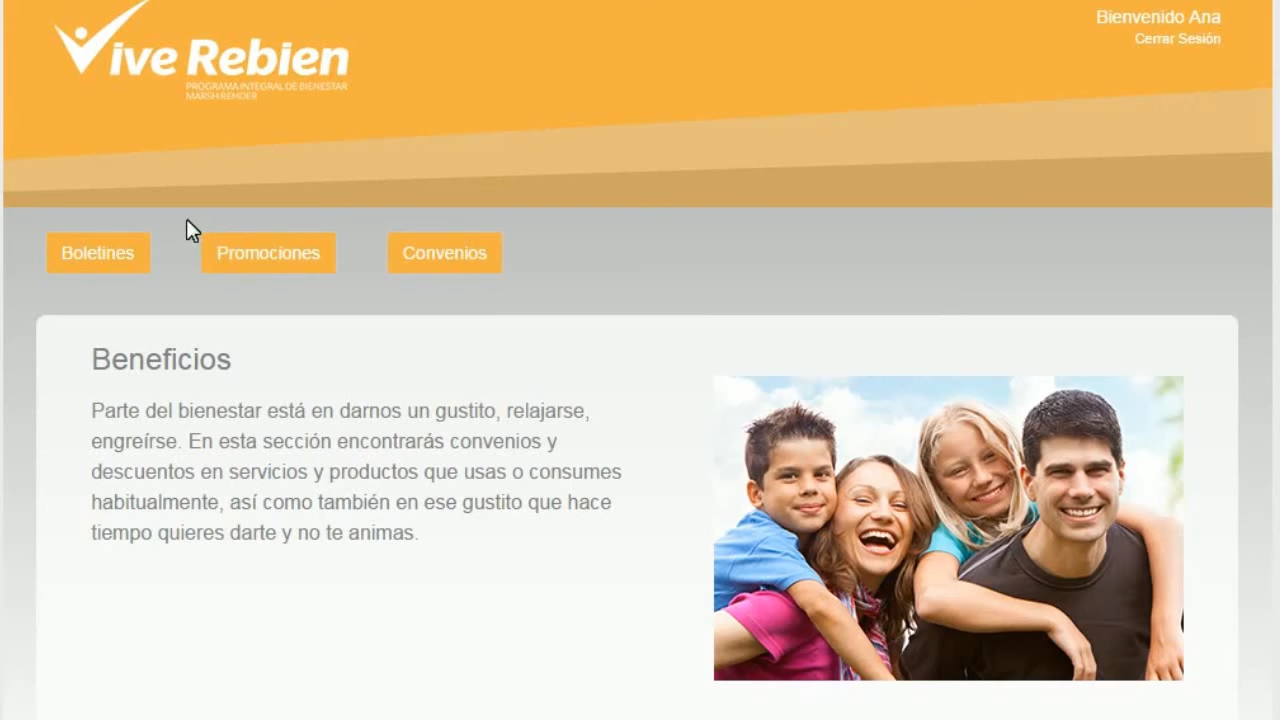 Vive Rebien
PROGRAMA INTEGRAL DE BIENESTAR
MARSH REHDER
Bienvenido Ana
Cerrar Sesión
Boletines
Promociones
Convenios
Beneficios
Parte del bienestar está en darnos un gustito, relajarse,
engreírse. En esta sección encontrarás convenios y
descuentos en servicios y productos que usas o consumes
habitualmente, así como también en ese gustito que hace
tiempo quieres darte y no te animas.